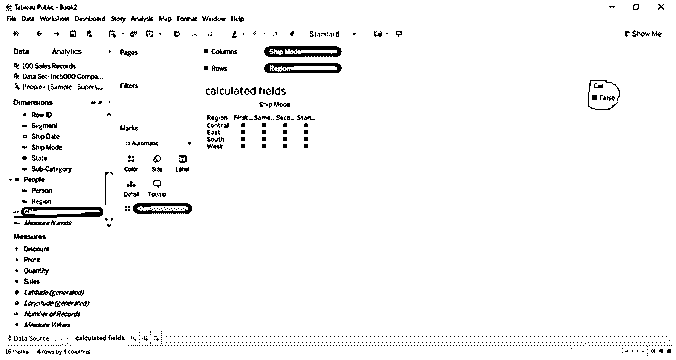 Tableau Public - Book2
File Data Worksheet Dashboard Story Analysis Map Format Window Help
Standard
Show Me
Data Analytics
Pages
Columns Ship Mode
Rows Region
100 Sales Records
Data Set- Inc5000 Compa...
People+ (Sample - Supers...
Filters
calculated fields
Cal
False
Dimensions
Row ID
Segment
Ship Date
Ship Mode
State
Sub-Category
People
Person
Region
Measure Names
Marks
Automatic
Color Size Label
Detail Tooltip
Ship Mode
Region First... Same... Seco... Stan...
Central
East
South
West
Measures
Discount
Profit
Quantity
Sales
Latitude (generated)
Longitude (generated)
Number of Records
Measure Values
Data Source calculated fields
16 marks 4 rows by 4 columns